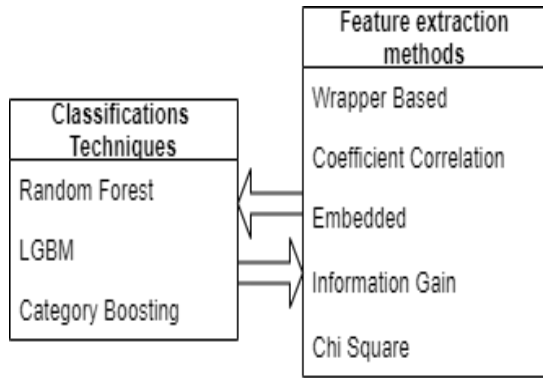 Classifications
Techniques
Random Forest
LGBM
Category Boosting
Feature extraction
methods
Wrapper Based
Coefficient Correlation
Embedded
Information Gain
Chi Square